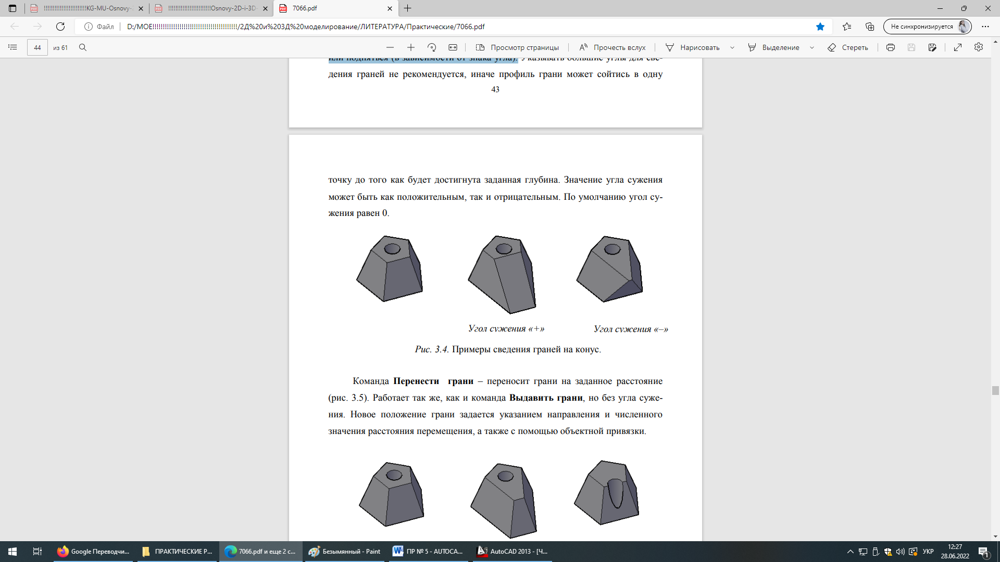 !!!!!!!!!!!!!!!!!!!!!!!!KG-MU-Osnovy-
!!!!!!!!!!!!!!!!!!!!!!!!Osnovy-2D-i-3D-
7066.pdf
Файл
D:/МОЕ!!!!!!!!!!!!!!!!!!!!!!!!!!!!!!!!!!!!!!!!!/2Д%20и%203Д%20моделирование/ЛИТЕРАТУРА/Практические/7066.pdf
Не синхронизируется
44 из 61
Просмотр страницы
Прочесть вслух
Нарисовать
Выделение
Стереть
или подняться (в зависимости от знака угла). Указывать большие углы для све-
дения граней не рекомендуется, иначе профиль грани может сойтись в одну
43
точку до того как будет достигнута заданная глубина. Значение угла сужения
может быть как положительным, так и отрицательным. По умолчанию угол су-
жения равен 0.
Угол сужения «+»
Угол сужения «–»
Рис. 3.4. Примеры сведения граней на конус.
Команда Перенести грани – переносит грани на заданное расстояние
(рис. 3.5). Работает так же, как и команда Выдавить грани, но без угла суже-
ния. Новое положение грани задается указанием направления и численного
значения расстояния перемещения, а также с помощью объектной привязки.
Google Переводчи...
ПРАКТИЧЕСКИЕ Р...
7066.pdf и еще 2 с...
Безымянный - Paint
ПР № 5 - AUTOCA...
AutoCAD 2013 - [Ч...
УКР
12:27
28.06.2022
1